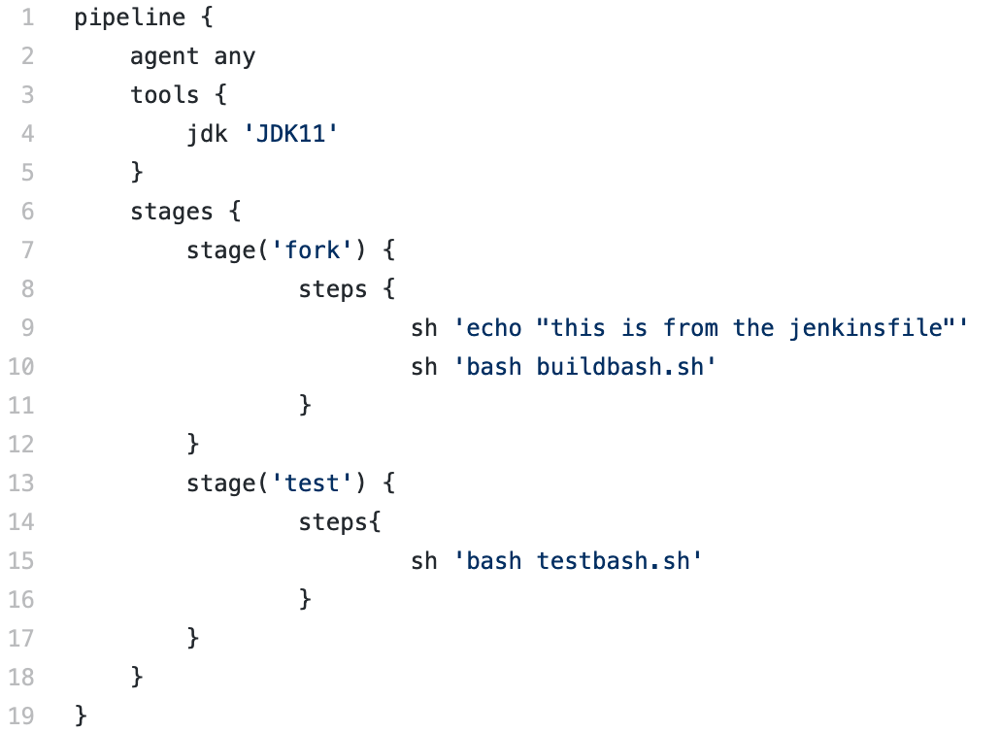 1 pipeline {
2 agent any
3 tools {
4 jdk 'JDK11'
5 }
6 stages {
7 stage('fork') {
8 steps {
9 sh 'echo "this is from the jenkinsfile"'
10 sh 'bash buildbash.sh'
11 }
12 }
13 stage('test') {
14 steps{
15 sh 'bash testbash.sh'
16 }
17 }
18 }
19 }